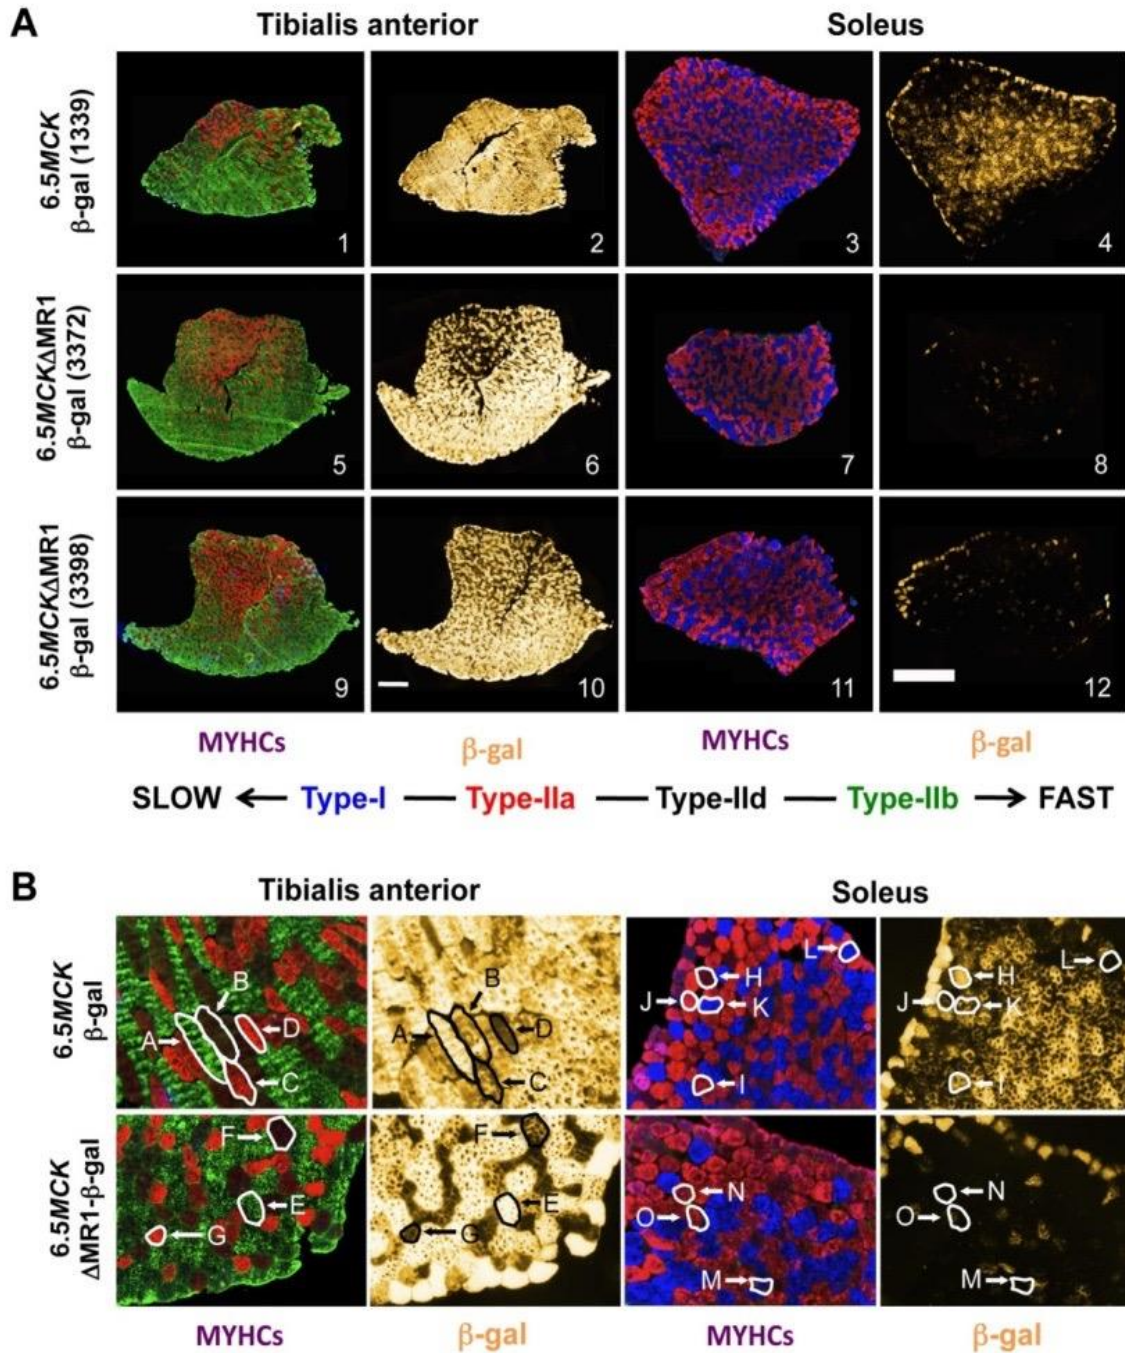 A
Tibialis anterior
Soleus
6.5MCK
β-gal (1339)
1
2
3
4
6.5MCKΔMR1
β-gal (3372)
5
6
7
8
6.5MCKΔMR1
β-gal (3398)
9
10
11
12
MYHCs
β-gal
MYHCs
β-gal
SLOW ← Type-I — Type-IIa — Type-IId — Type-IIb → FAST
B
Tibialis anterior
Soleus
6.5MCK
β-gal
A
B
C
D
A
B
C
D
L
H
J
K
I
L
H
J
K
I
6.5MCK
ΔMR1-β-gal
F
E
G
F
E
G
N
O
M
N
O
M
MYHCs
β-gal
MYHCs
β-gal